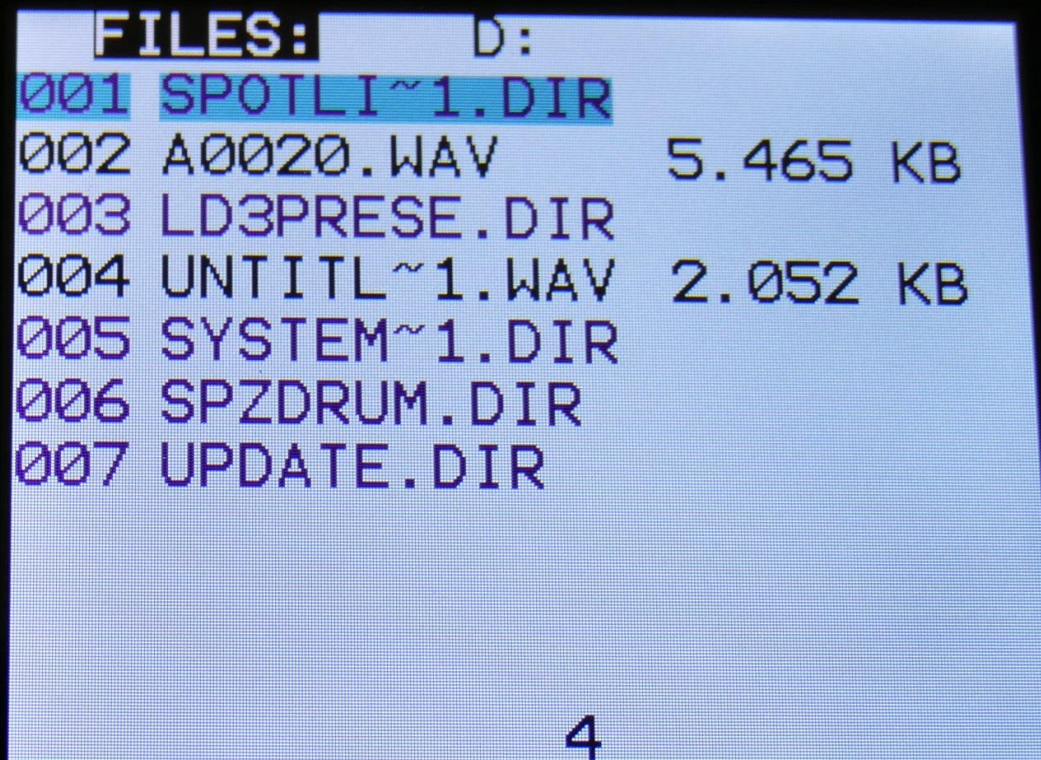 FILES: D:
001 SPOTLI~1.DIR
002 A0020.WAV 5.465 KB
003 LD3PRESE.DIR
004 UNTITL~1.WAV 2.052 KB
005 SYSTEM~1.DIR
006 SPZDRUM.DIR
007 UPDATE.DIR
4